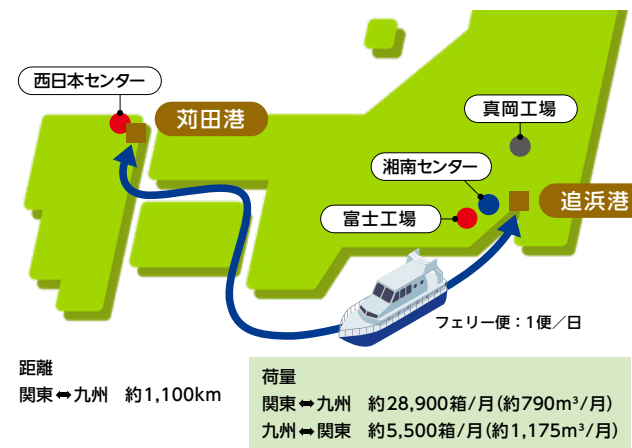 西日本センター
苅田港
真岡工場
湘南センター
追浜港
富士工場
フェリー便：1便／日
距離
関東⬌九州　約1,100km
荷量
関東⬌九州　約28,900箱/月(約790m³/月)
九州⬌関東　約5,500箱/月(約1,175m³/月)